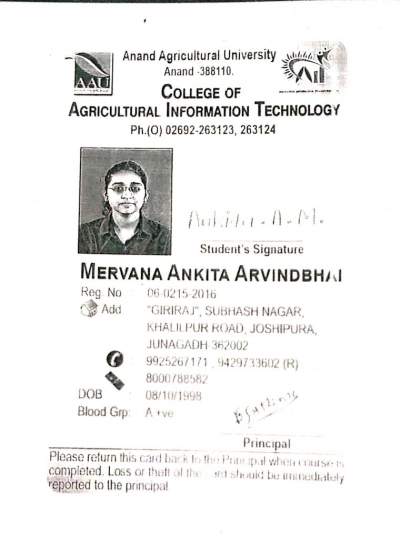 Anand Agricultural University
Anand -388110.
AAU
COLLEGE OF
AGRICULTURAL INFORMATION TECHNOLOGY
Ph.(O) 02692-263123, 263124
Student's Signature
MERVANA ANKITA ARVINDBHAI
Reg. No 06-0215-2016
Add "GIRIRAJ", SUBHASH NAGAR,
KHALILPUR ROAD, JOSHIPURA,
JUNAGADH 362002
9925267171, 9429733602 (R)
8000788582
DOB 08/10/1998
Blood Grp: A +ve
Principal
Please return this card back to the Principal when course is
completed. Loss or theft of the card should be immediately
reported to the principal